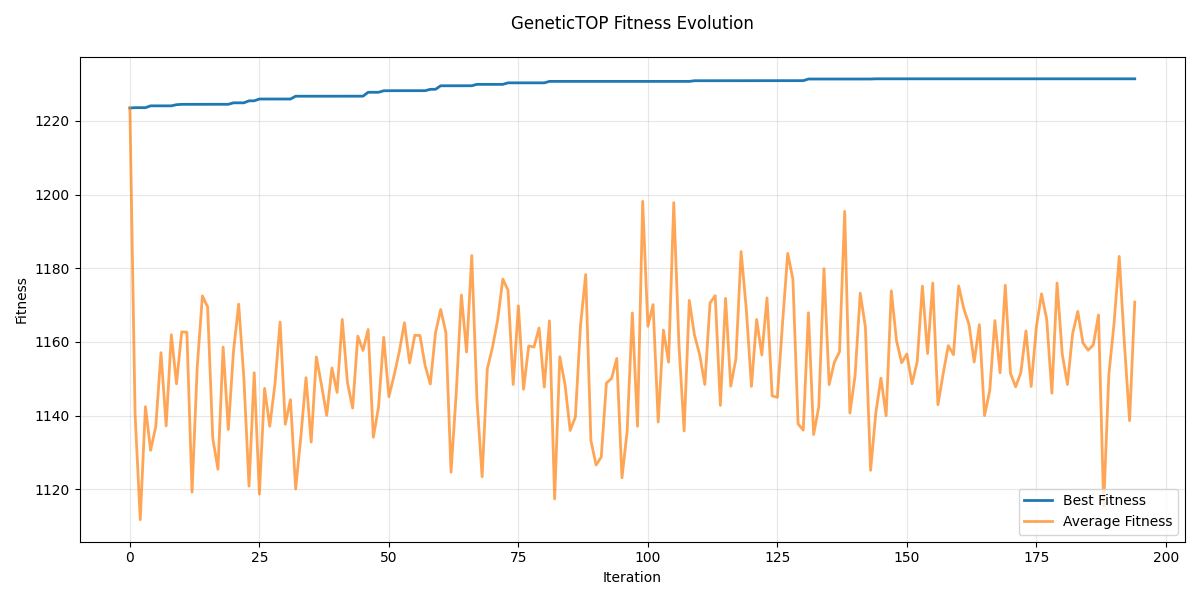 GeneticTOP Fitness Evolution
Fitness
1220
1200
1180
1160
1140
1120
0 25 50 75 100 125 150 175 200
Iteration
Best Fitness
Average Fitness